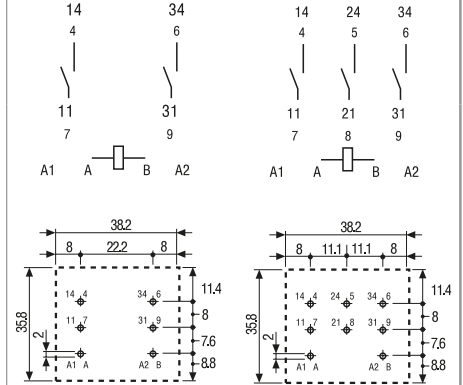 14 34
4 6
11 31
7 9
A1 A B A2
14 24 34
4 5 6
11 21 31
7 8 9
A1 A B A2
38.2
8 22.2 8
35.8
2
14 4 34 6
11 7 31 9
A1 A A2 B
11.4
8
7.6
8.8
38.2
8 11.1 11.1 8
35.8
2
14 4 24 5 34 6
11 7 21 8 31 9
A1 A A2 B
11.4
8
7.6
8.8